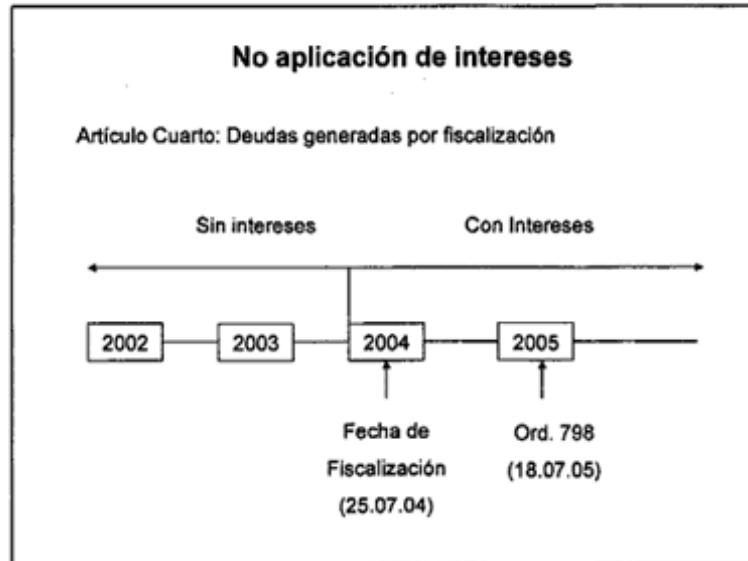 No aplicación de intereses
Artículo Cuarto: Deudas generadas por fiscalización
Sin intereses
Con Intereses
2002
2003
2004
2005
Fecha de
Fiscalización
(25.07.04)
Ord. 798
(18.07.05)